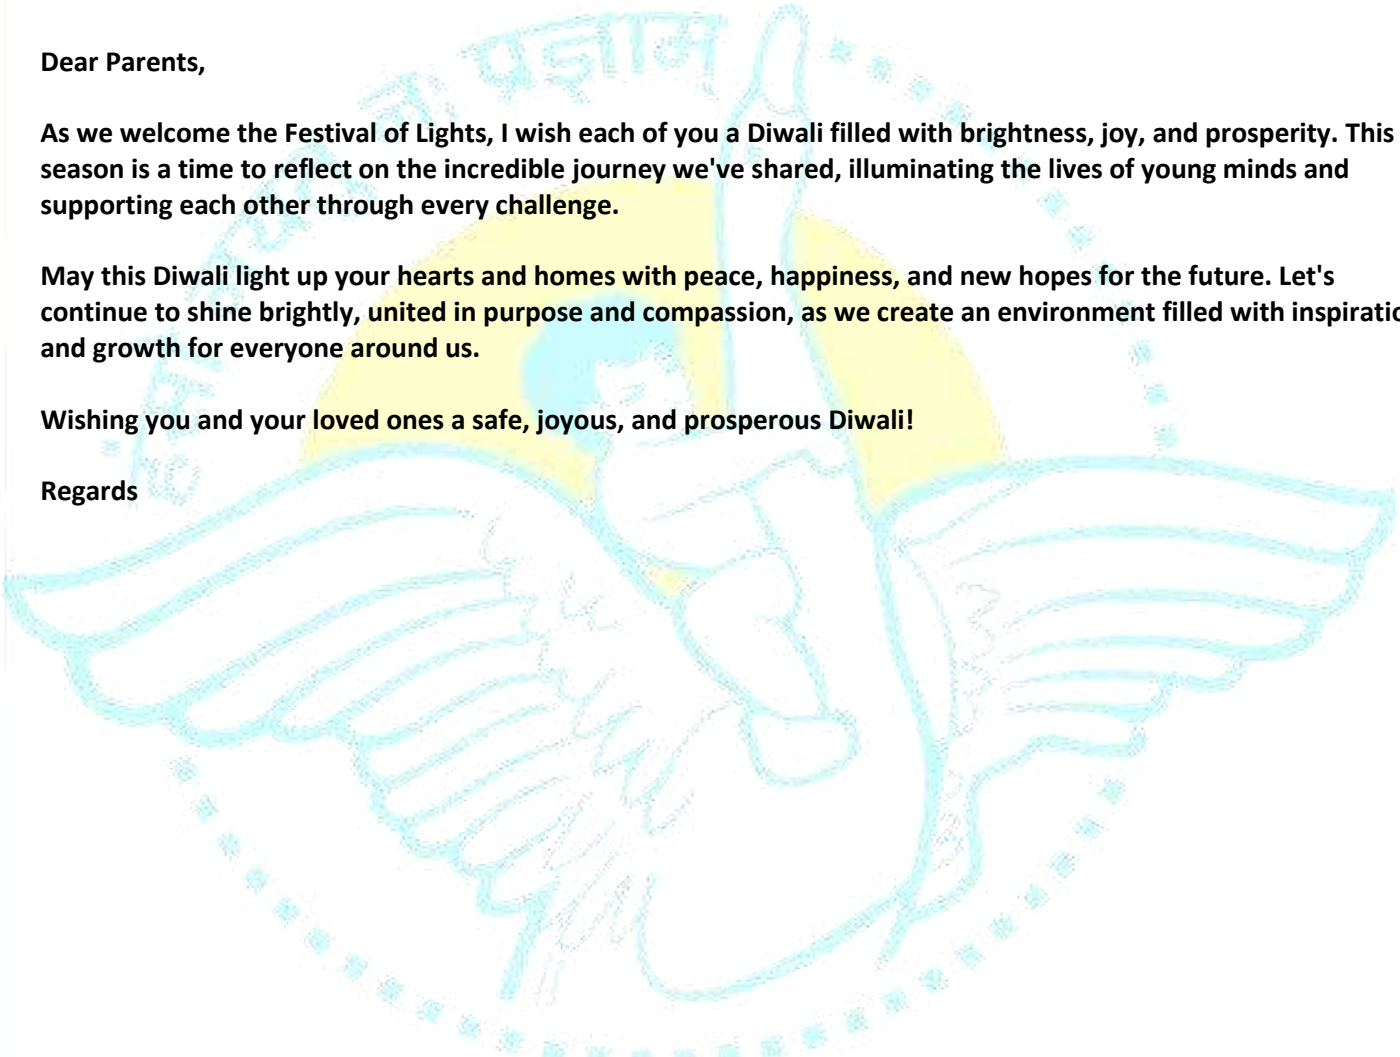 Dear Parents,
As we welcome the Festival of Lights, I wish each of you a Diwali filled with brightness, joy, and prosperity. This
season is a time to reflect on the incredible journey we've shared, illuminating the lives of young minds and
supporting each other through every challenge.
May this Diwali light up your hearts and homes with peace, happiness, and new hopes for the future. Let's
continue to shine brightly, united in purpose and compassion, as we create an environment filled with inspiratio
and growth for everyone around us.
Wishing you and your loved ones a safe, joyous, and prosperous Diwali!
Regards